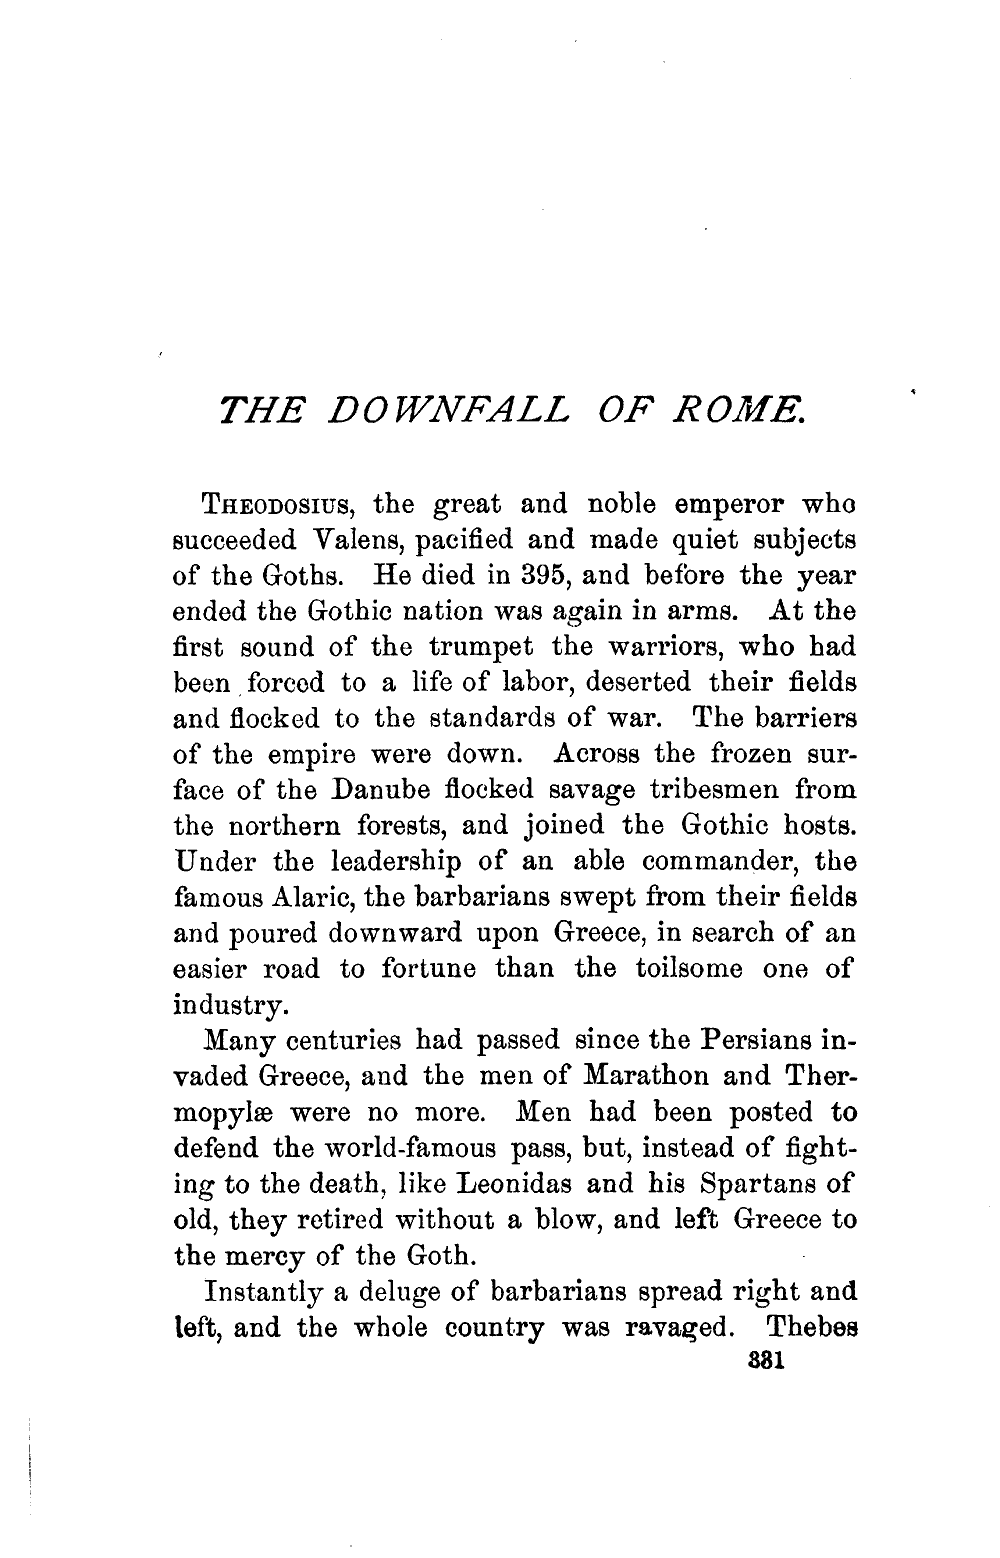 THE DOWNFALL OF ROME.
THEODOSIUS, the great and noble emperor who
succeeded Valens, pacified and made quiet subjects
of the Goths. He died in 395, and before the year
ended the Gothic nation was again in arms. At the
first sound of the trumpet the warriors, who had
been forced to a life of labor, deserted their fields
and flocked to the standards of war. The barriers
of the empire were down. Across the frozen sur-
face of the Danube flocked savage tribesmen from
the northern forests, and joined the Gothic hosts.
Under the leadership of an able commander, the
famous Alaric, the barbarians swept from their fields
and poured downward upon Greece, in search of an
easier road to fortune than the toilsome one of
industry.
Many centuries had passed since the Persians in-
vaded Greece, and the men of Marathon and Ther-
mopylæ were no more. Men had been posted to
defend the world-famous pass, but, instead of fight-
ing to the death, like Leonidas and his Spartans of
old, they retired without a blow, and left Greece to
the mercy of the Goth.
Instantly a deluge of barbarians spread right and
left, and the whole country was ravaged. Thebes
331